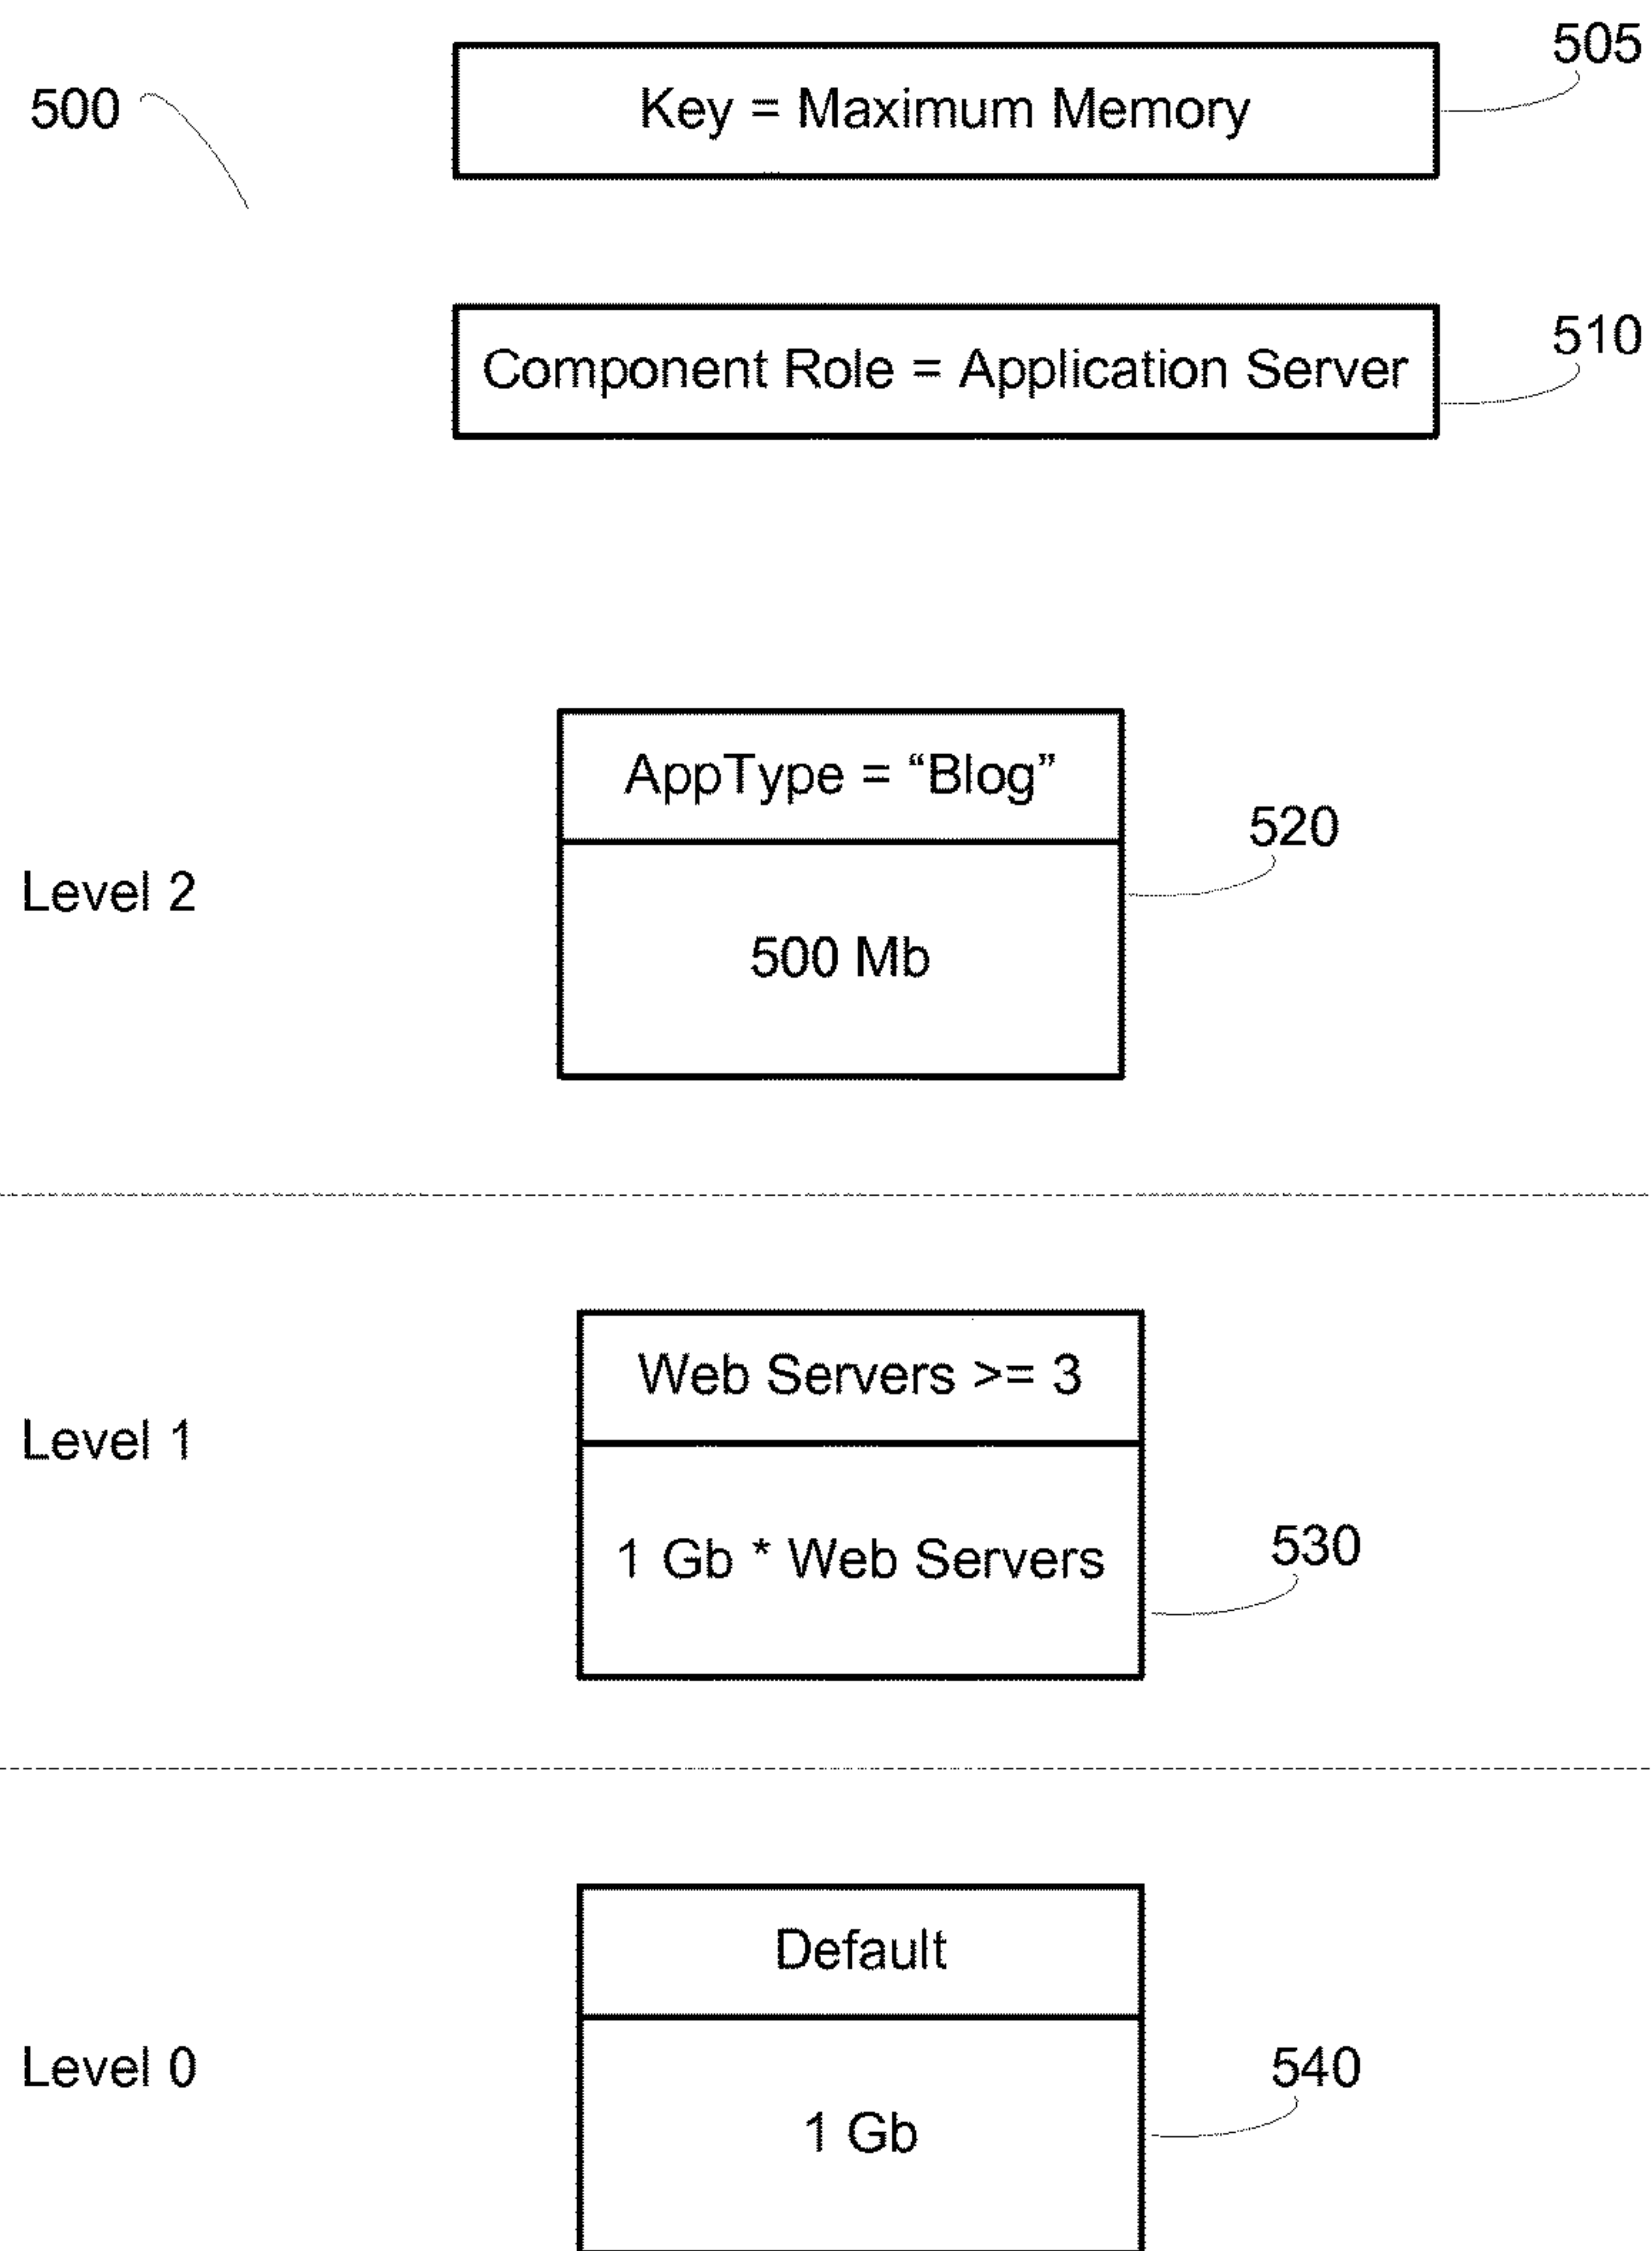 505
500
Key = Maximum Memory
510
Component Role = Application Server
AppType = “Blog”
520
Level 2
500 Mb
Web Servers >= 3
Level 1
1 Gb * Web Servers
530
Default
Level 0
540
1 Gb